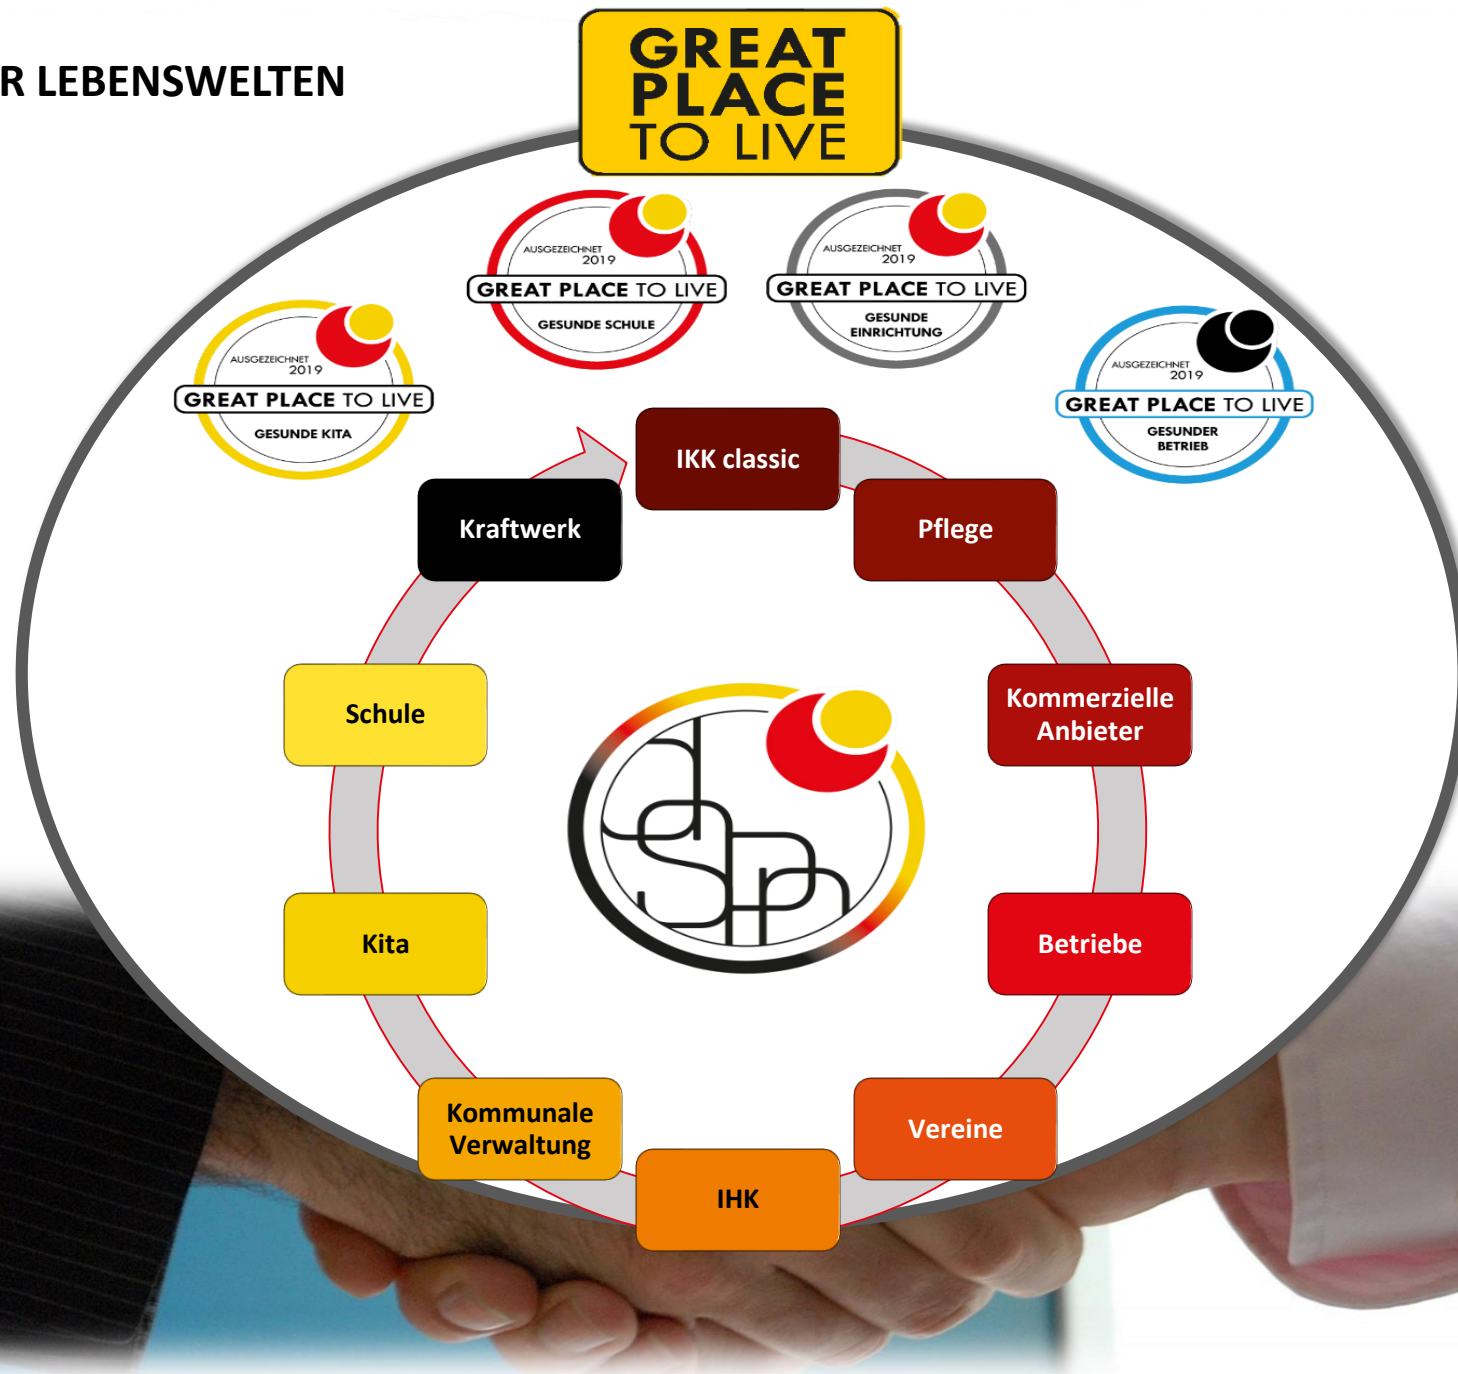 R LEBENSWELTEN
GREAT
PLACE
TO LIVE
AUSGEZEICHNET
2019
GREAT PLACE TO LIVE
GESUNDE SCHULE
AUSGEZEICHNET
2019
GREAT PLACE TO LIVE
GESUNDE
EINRICHTUNG
AUSGEZEICHNET
2019
GREAT PLACE TO LIVE
GESUNDE KITA
AUSGEZEICHNET
2019
GREAT PLACE TO LIVE
GESUNDER
BETRIEB
IKK classic
Pflege
Kommerzielle
Anbieter
Betriebe
Vereine
IHK
Kommunale
Verwaltung
Kita
Schule
Kraftwerk